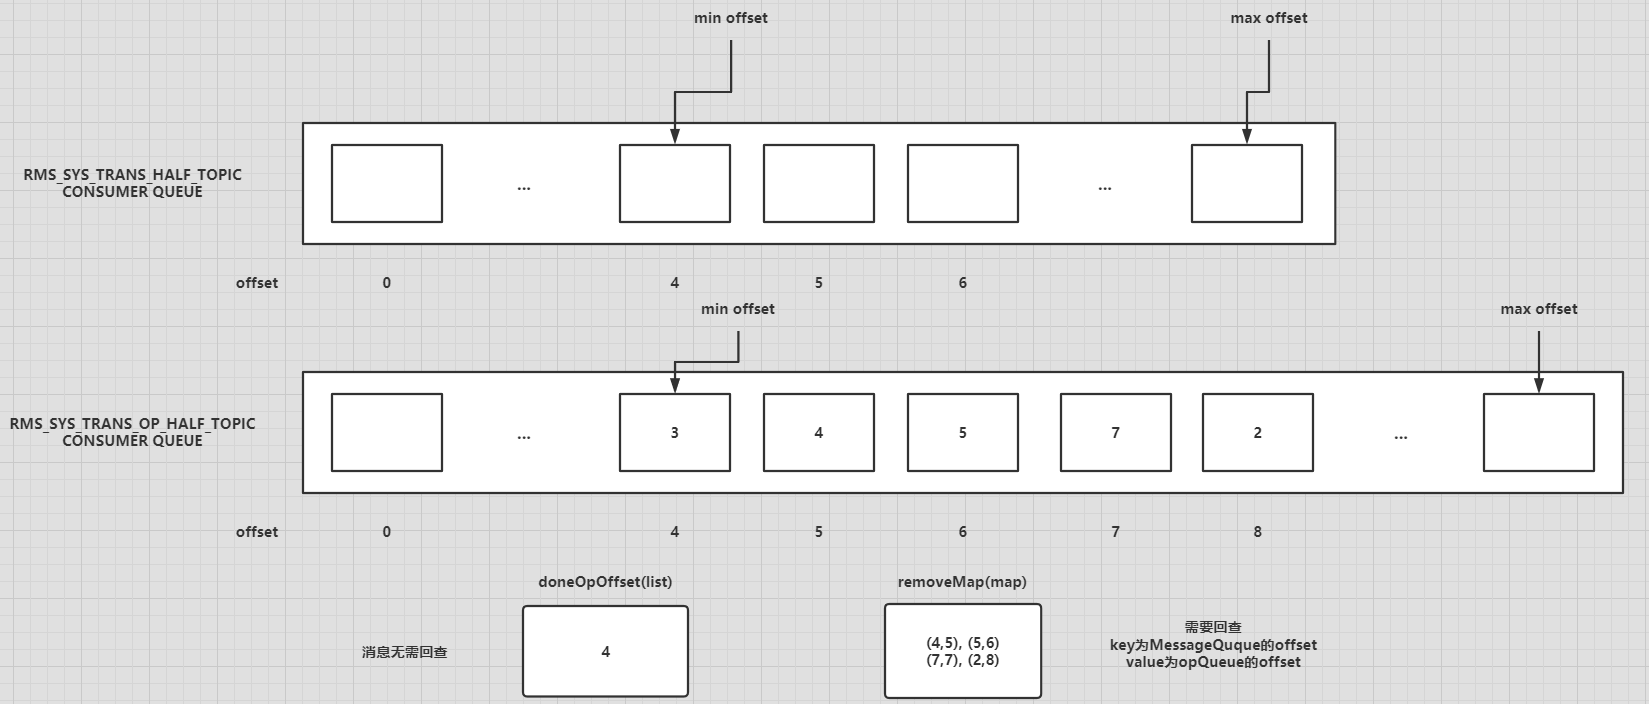 min offset
max offset
RMS_SYS_TRANS_HALF_TOPIC
CONSUMER QUEUE
...
...
offset
0
4
5
6
min offset
max offset
RMS_SYS_TRANS_OP_HALF_TOPIC
CONSUMER QUEUE
...
3
4
5
7
2
...
offset
0
4
5
6
7
8
doneOpOffset(list)
removeMap(map)
消息无需回查
4
(4,5), (5,6)
(7,7), (2,8)
需要回查
key为MessageQuque的offset
value为opQueue的offset